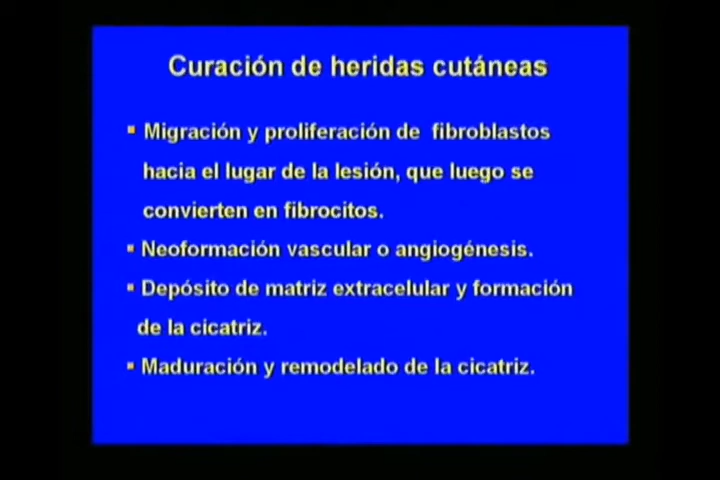 Curación de heridas cutáneas
▪ Migración y proliferación de fibroblastos
hacia el lugar de la lesión, que luego se
convierten en fibrocitos.
▪ Neoformación vascular o angiogénesis.
▪ Depósito de matriz extracelular y formación
de la cicatriz.
▪ Maduración y remodelado de la cicatriz.